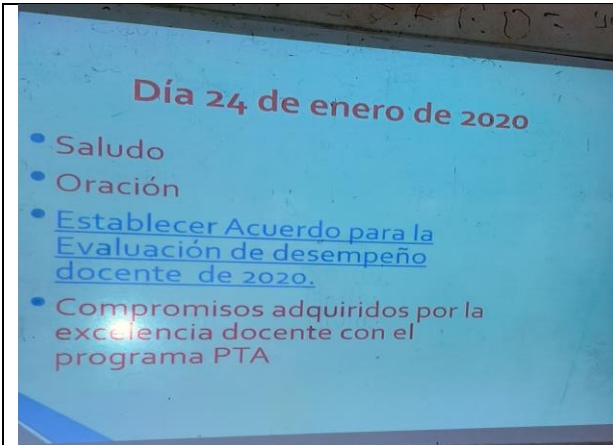 Día 24 de enero de 2020
• Saludo
• Oración
• Establecer Acuerdo para la
Evaluación de desempeño
docente de 2020.
• Compromisos adquiridos por la
excelencia docente con el
programa PTA